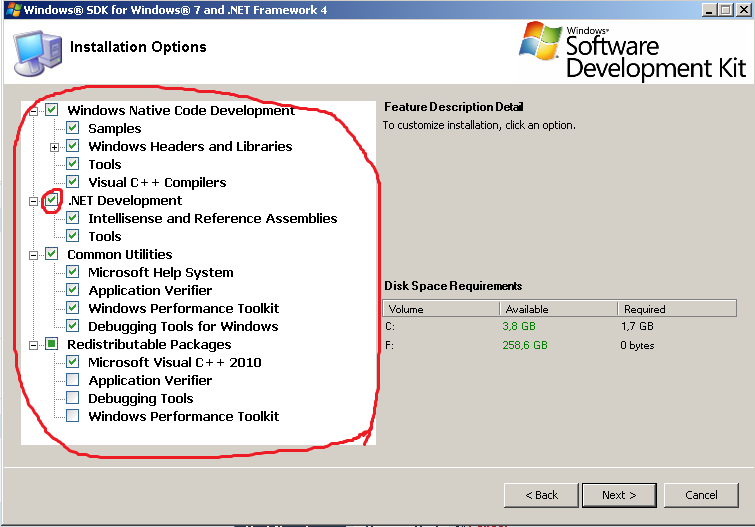 Windows® SDK for Windows® 7 and .NET Framework 4
Installation Options
Windows®
Software
Development Kit
Windows Native Code Development
Samples
Windows Headers and Libraries
Tools
Visual C++ Compilers
.NET Development
Intellisense and Reference Assemblies
Tools
Common Utilities
Microsoft Help System
Application Verifier
Windows Performance Toolkit
Debugging Tools for Windows
Redistributable Packages
Microsoft Visual C++ 2010
Application Verifier
Debugging Tools
Windows Performance Toolkit
Feature Description Detail
To customize installation, click an option.
Disk Space Requirements
Volume Available Required
C: 3,8 GB 1,7 GB
F: 258,6 GB 0 bytes
< Back Next > Cancel